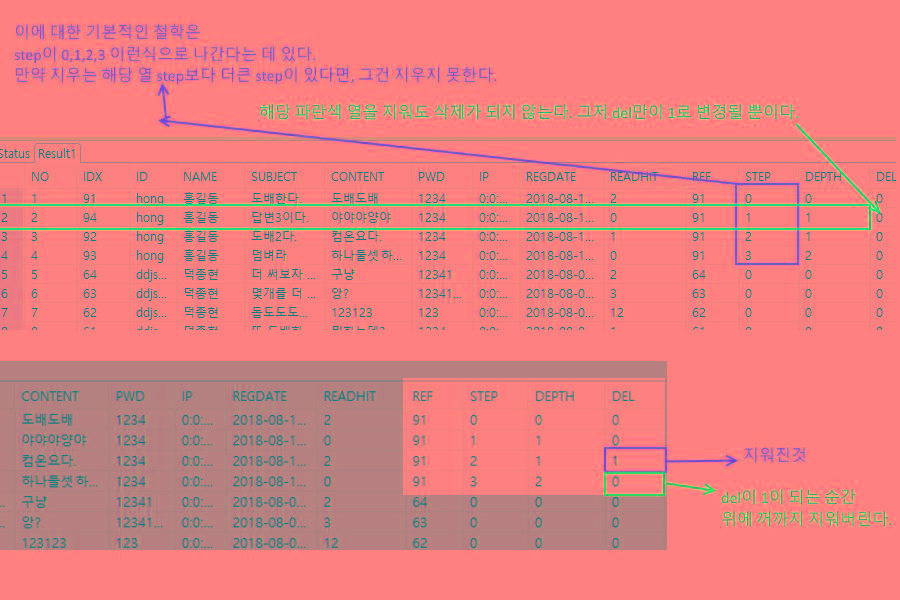 이에 대한 기본적인 철학은
step이 0,1,2,3 이런식으로 나간다는 데 있다.
만약 지우는 해당 열 step보다 더큰 step이 있다면, 그건 지우지 못한다.
해당 파란색 열을 지워도 삭제가 되지 않는다. 그저 del만이 1로 변경될 뿐이다.
Status Result1
NO IDX ID NAME SUBJECT CONTENT PWD IP REGDATE READHIT REF STEP DEPTH DEL
1 1 91 hong 홍길동 도배한다. 도배도배 1234 0:0:... 2018-08-1... 2 91 0 0 0
2 2 94 hong 홍길동 답변3이다. 야야야양야 1234 0:0:... 2018-08-1... 0 91 1 1 0
3 3 92 hong 홍길동 도배2다. 컴온요다. 1234 0:0:... 2018-08-1... 1 91 2 1 0
4 4 93 hong 홍길동 덤벼라 하나둘셋 하... 1234 0:0:... 2018-08-1... 0 91 3 2 0
5 5 64 ddjs... 덕종현 더 써보자 ... 구냥 12341 0:0:... 2018-08-0... 2 64 0 0 0
6 6 63 ddjs... 덕종현 몇개를 더 ... 앙? 12341... 0:0:... 2018-08-0... 3 63 0 0 0
7 7 62 ddjs... 덕종현 돕도도도... 123123 123 0:0:... 2018-08-0... 12 62 0 0 0
CONTENT PWD IP REGDATE READHIT REF STEP DEPTH DEL
도배도배 1234 0:0:... 2018-08-1... 2 91 0 0 0
야야야양야 1234 0:0:... 2018-08-1... 0 91 1 1 0
컴온요다. 1234 0:0:... 2018-08-1... 2 91 2 1 1
하나둘셋 하... 1234 0:0:... 2018-08-1... 0 91 3 2 0
구냥 12341 0:0:... 2018-08-0... 2 64 0 0 0
앙? 12341... 0:0:... 2018-08-0... 3 63 0 0 0
123123 123 0:0:... 2018-08-0... 12 62 0 0 0
지워진것.
del이 1이 되는 순간
위에 꺼까지 지워버린다.